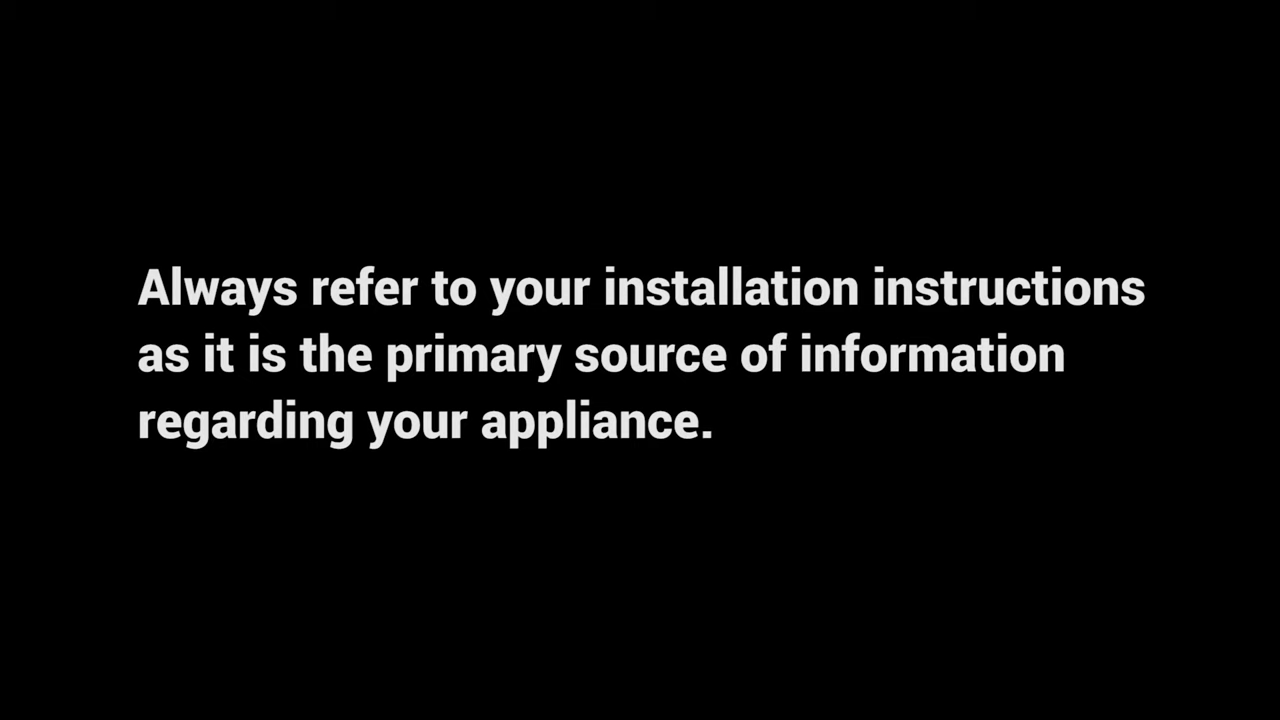 Always refer to your installation instructions
as it is the primary source of information
regarding your appliance.